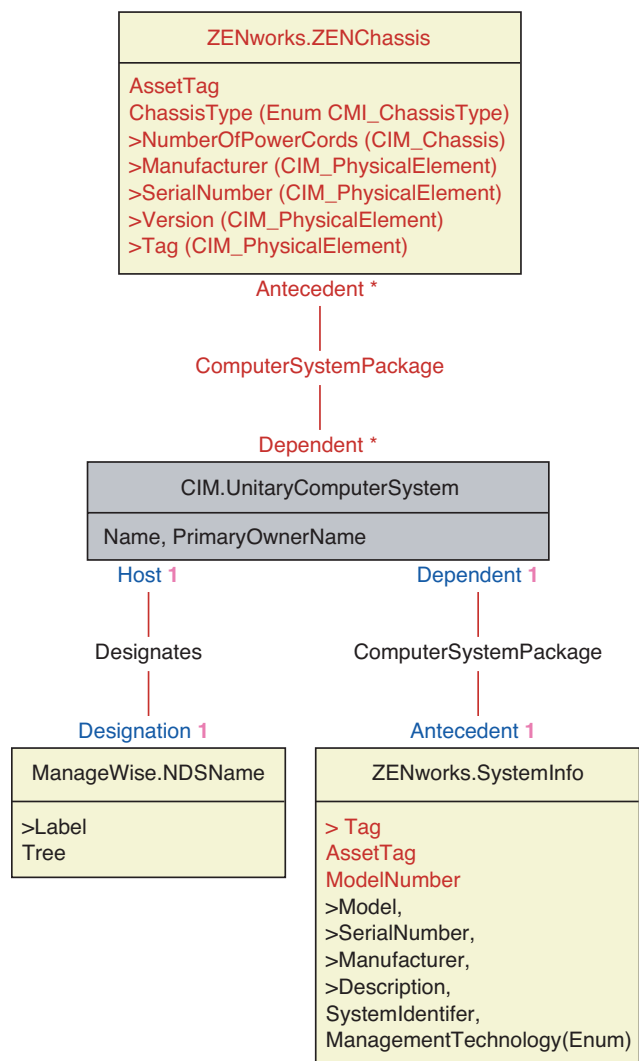 ZENworks.ZENChassis
AssetTag
ChassisType (Enum CMI_ChassisType)
>NumberOfPowerCords (CIM_Chassis)
>Manufacturer (CIM_PhysicalElement)
>SerialNumber (CIM_PhysicalElement)
>Version (CIM_PhysicalElement)
>Tag (CIM_PhysicalElement)
Antecedent *
ComputerSystemPackage
Dependent *
CIM.UnitaryComputerSystem
Name, PrimaryOwnerName
Host 1
Dependent 1
Designates
ComputerSystemPackage
Designation 1
Antecedent 1
ManageWise.NDSName
>Label
Tree
ZENworks.SystemInfo
> Tag
AssetTag
ModelNumber
>Model,
>SerialNumber,
>Manufacturer,
>Description,
SystemIdentifer,
ManagementTechnology(Enum)